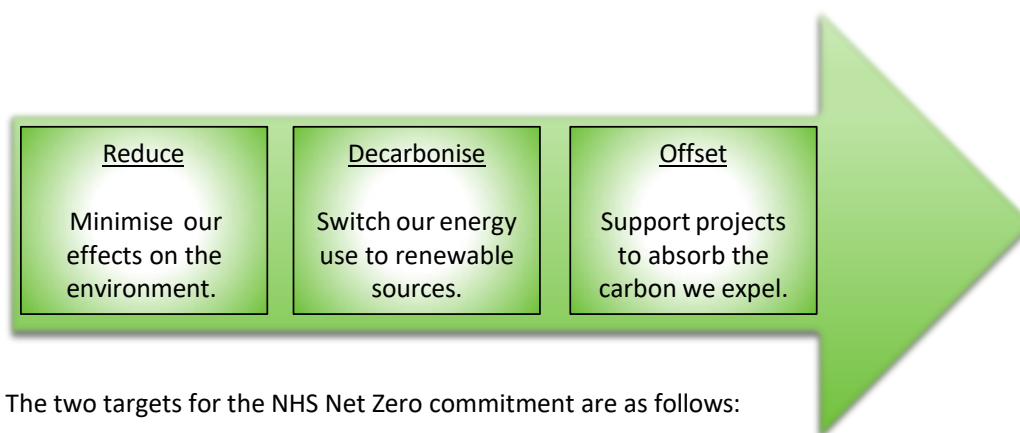 Reduce
Minimise our
effects on the
environment.
Decarbonise
Switch our energy
use to renewable
sources.
Offset
Support projects
to absorb the
carbon we expel.
The two targets for the NHS Net Zero commitment are as follows: